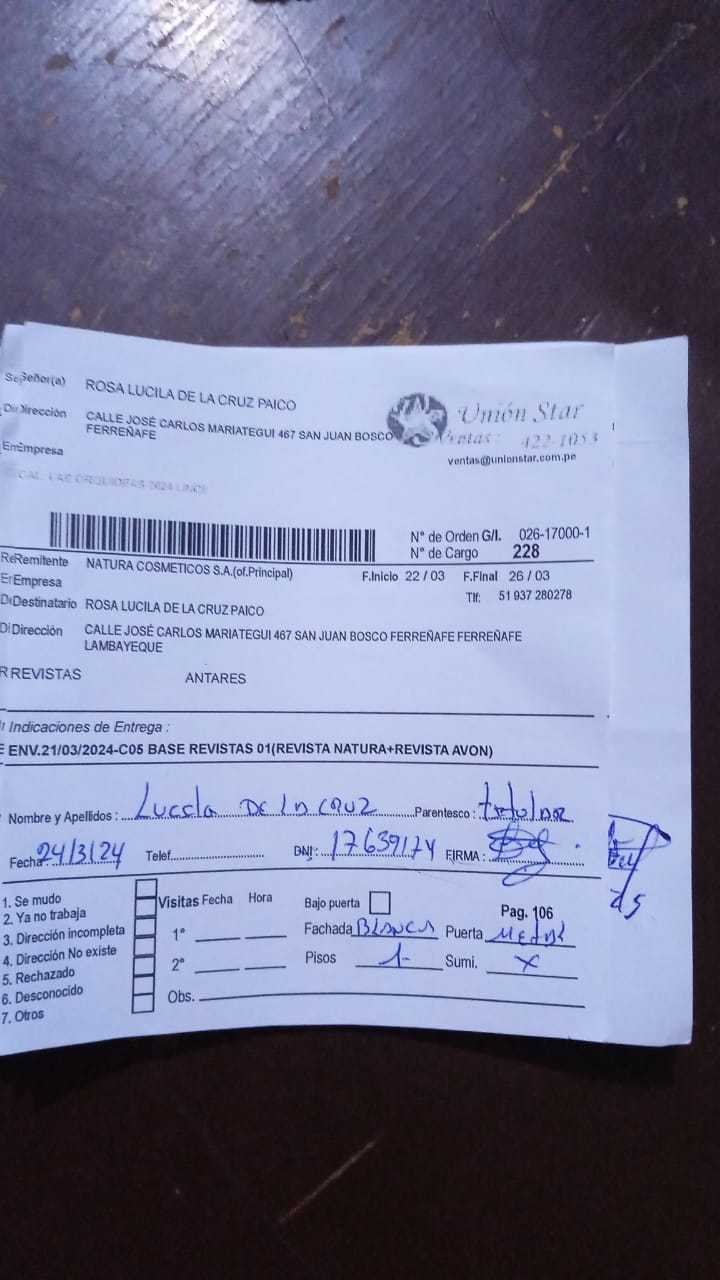 Señor(a) ROSA LUCILA DE LA CRUZ PAICO
Dirección CALLE JOSÉ CARLOS MARIATEGUI 467 SAN JUAN BOSCO
FERREÑAFE
Empresa
Unión Star
Ventas: 422-1053
ventas@unionstar.com.pe
N° de Orden G/I. 026-17000-1
N° de Cargo 228
Remitente NATURA COSMETICOS S.A.(of.Principal) F.Inicio 22 / 03 F.FInal 26 / 03
Empresa
Tlf: 51 937 280278
Destinatario ROSA LUCILA DE LA CRUZ PAICO
Dirección CALLE JOSÉ CARLOS MARIATEGUI 467 SAN JUAN BOSCO FERREÑAFE FERREÑAFE
LAMBAYEQUE
R REVISTAS ANTARES
Indicaciones de Entrega :
ENV.21/03/2024-C05 BASE REVISTAS 01(REVISTA NATURA+REVISTA AVON)
Nombre y Apellidos : DE LA CRUZ Parentesco : titular
Fecha 24/3/24 Telef. DNI : 17639174 FIRMA :
1. Se mudo
2. Ya no trabaja
3. Dirección incompleta
4. Dirección No existe
5. Rechazado
6. Desconocido
7. Otros
Visitas Fecha Hora
1°
2°
Obs.
Bajo puerta Pag. 106
Fachada BLANCA Puerta Metal
Pisos 1 Sumi. X